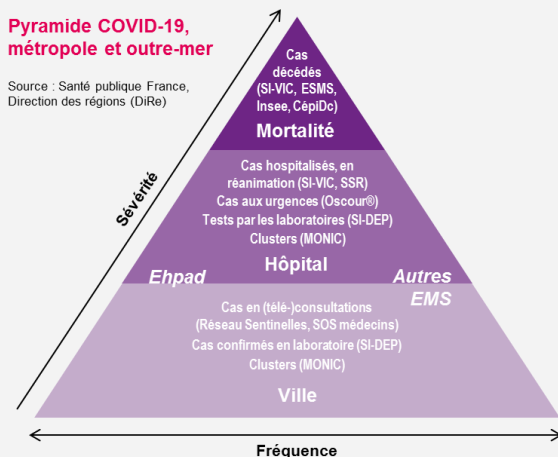 Pyramide COVID-19,
métropole et outre-mer
Source : Santé publique France,
Direction des régions (DiRe)
Sévérité
Cas
décédés
(SI-VIC, ESMS,
Insee, CépiDc)
Mortalité
Cas hospitalisés, en
réanimation (SI-VIC, SSR)
Cas aux urgences (Oscour®)
Tests par les laboratoires (SI-DEP)
Clusters (MONIC)
Hôpital
Ehpad
Autres
EMS
Cas en (télé-)consultations
(Réseau Sentinelles, SOS médecins)
Cas confirmés en laboratoire (SI-DEP)
Clusters (MONIC)
Ville
Fréquence